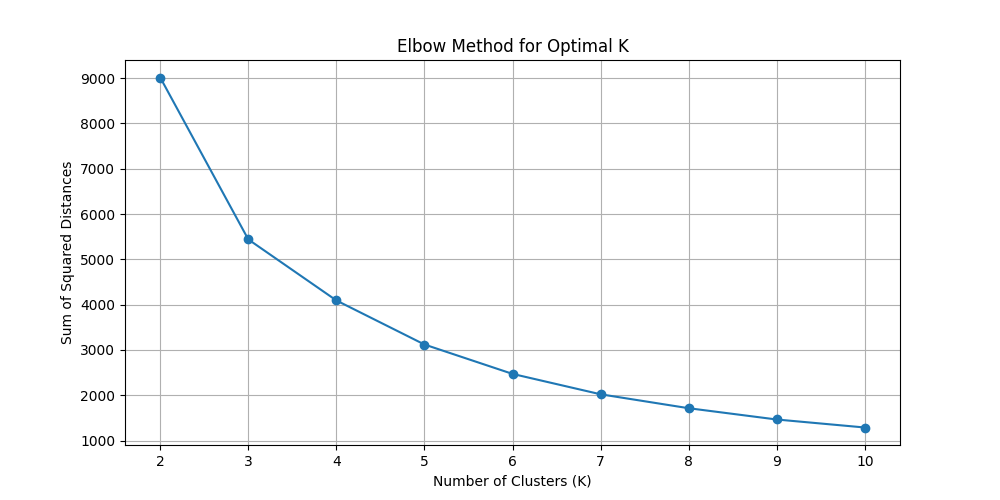 Elbow Method for Optimal K
9000
8000
7000
6000
5000
4000
3000
2000
1000
Sum of Squared Distances
2 3 4 5 6 7 8 9 10
Number of Clusters (K)